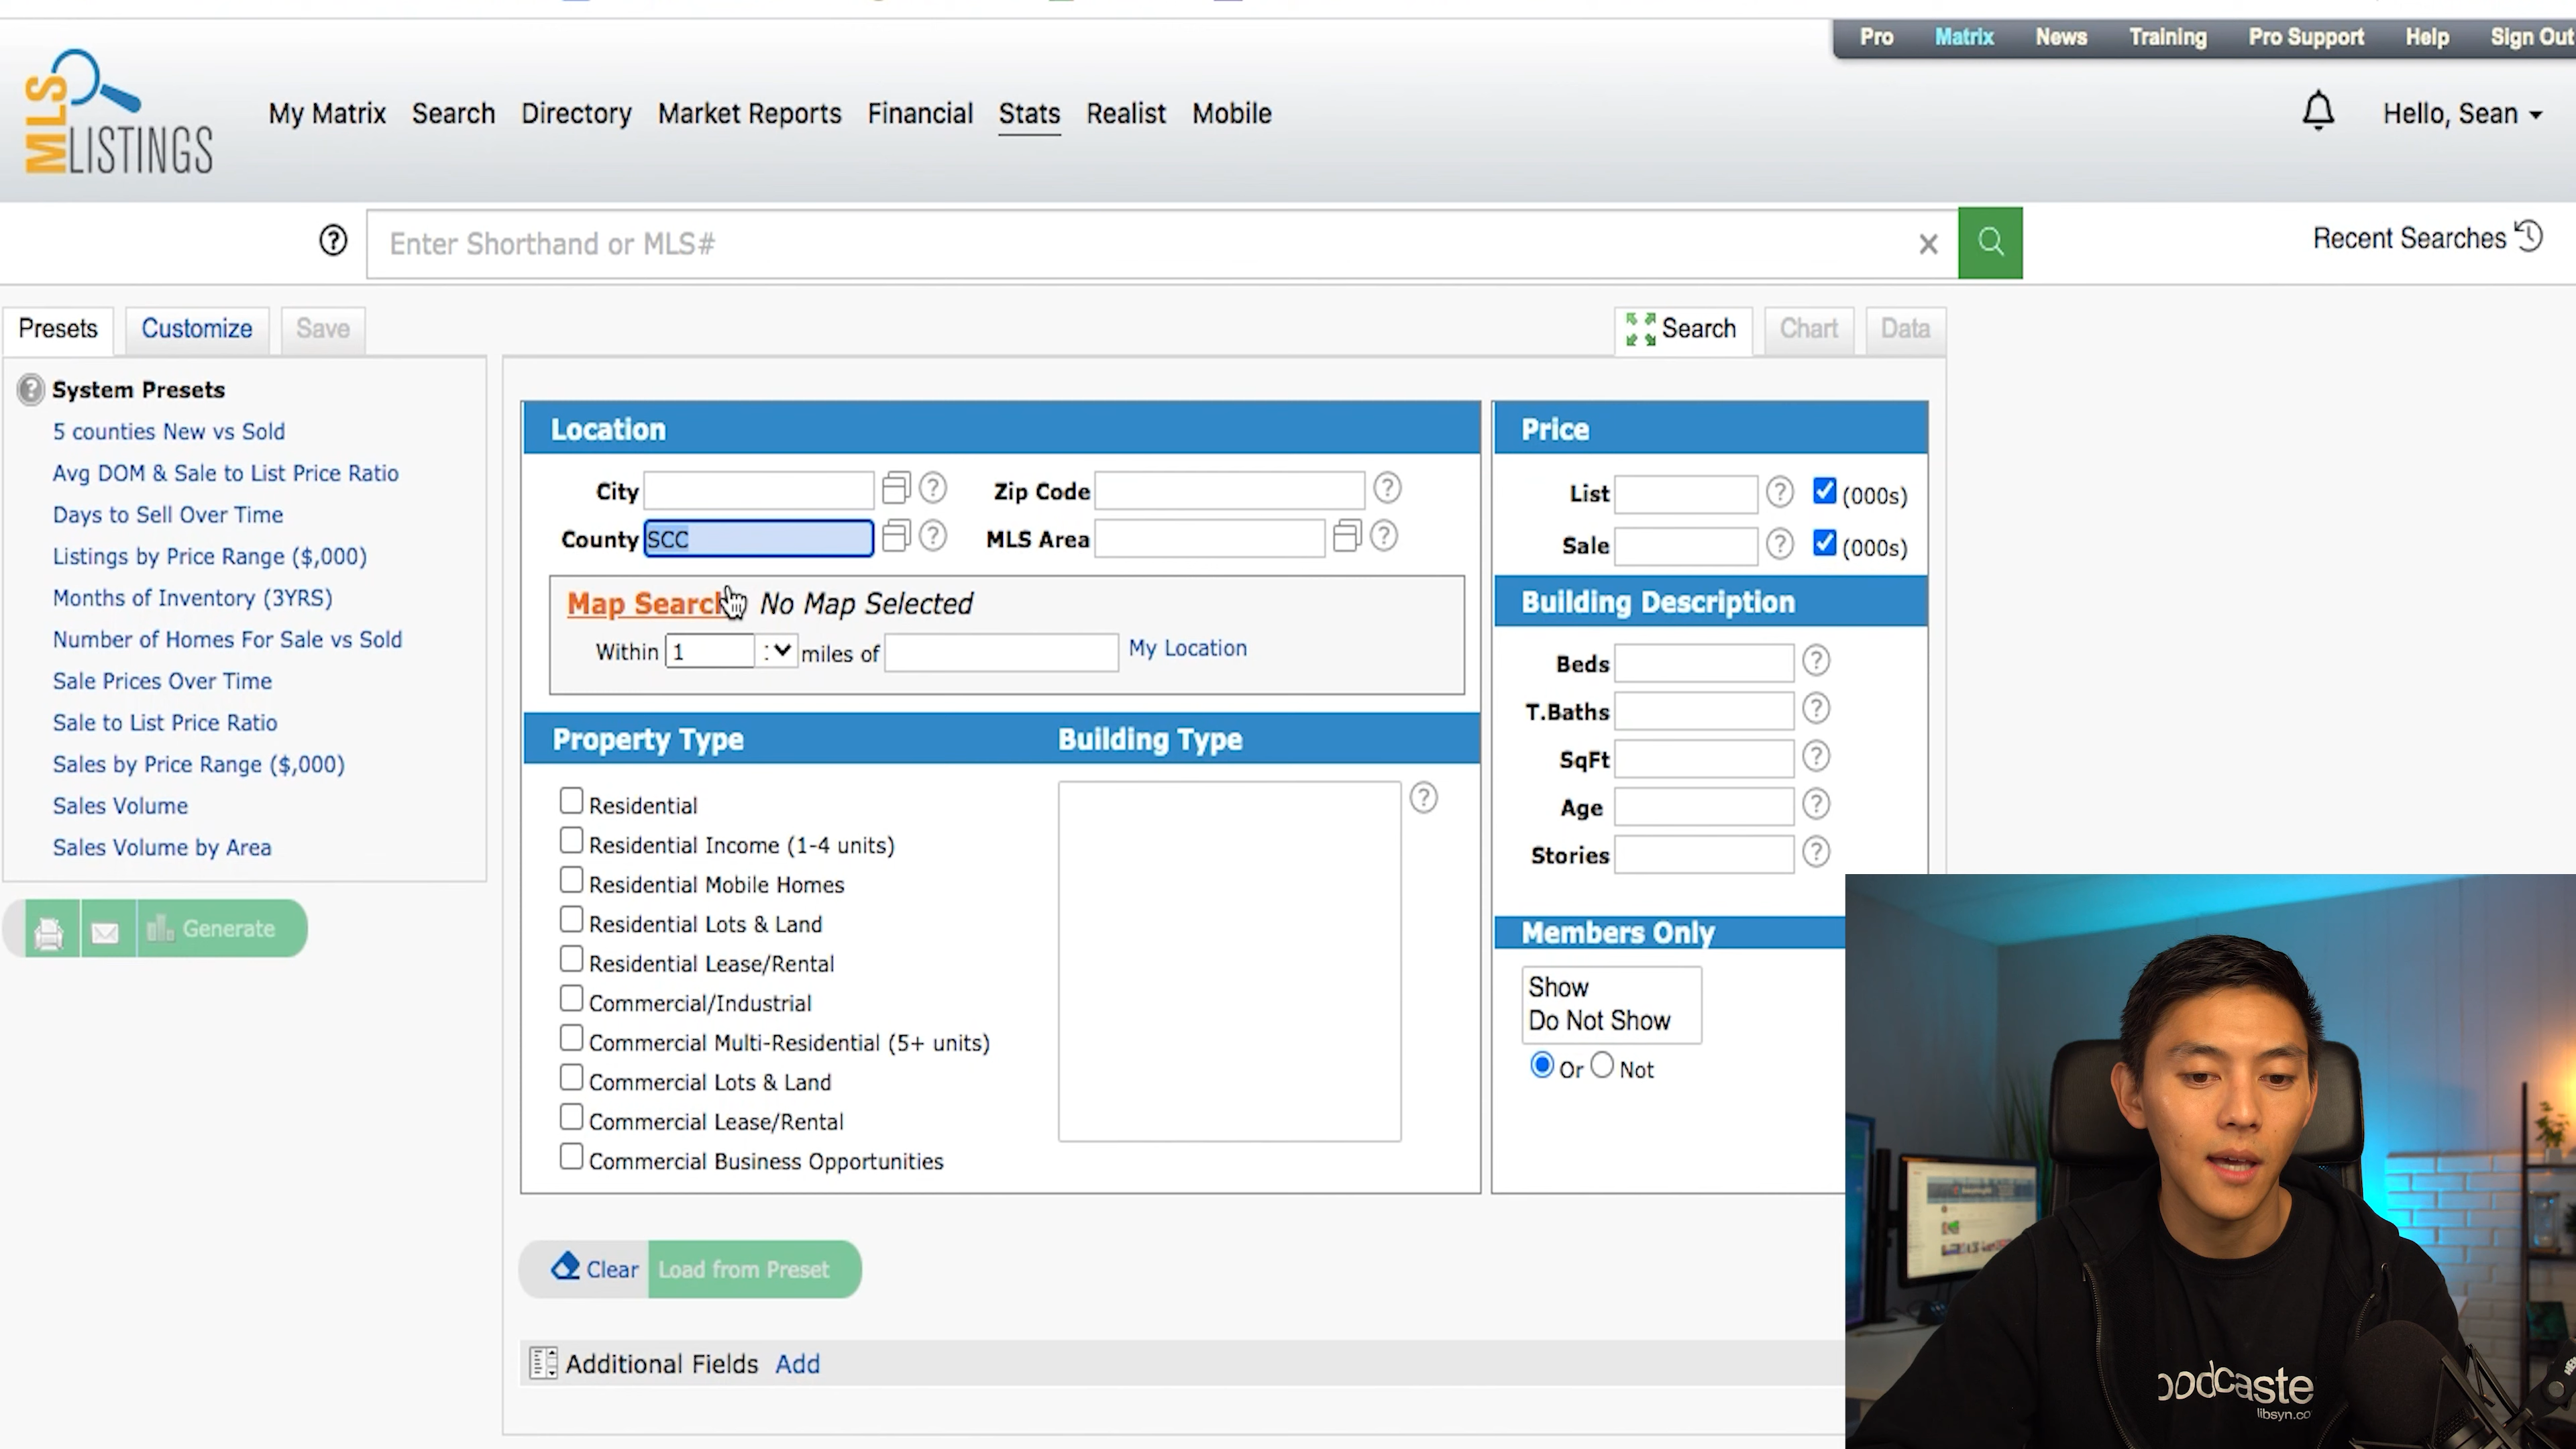 Pro Matrix News Training Pro Support Help Sign Out
MLS LISTINGS
My Matrix Search Directory Market Reports Financial Stats Realist Mobile
Hello, Sean
Enter Shorthand or MLS#
Recent Searches
Presets Customize Save
Search Chart Data
System Presets
5 counties New vs Sold
Avg DOM & Sale to List Price Ratio
Days to Sell Over Time
Listings by Price Range ($,000)
Months of Inventory (3YRS)
Number of Homes For Sale vs Sold
Sale Prices Over Time
Sale to List Price Ratio
Sales by Price Range ($,000)
Sales Volume
Sales Volume by Area
Generate
Location
City
Zip Code
County SCC
MLS Area
Map Search No Map Selected
Within 1 miles of My Location
Property Type Building Type
Residential
Residential Income (1-4 units)
Residential Mobile Homes
Residential Lots & Land
Residential Lease/Rental
Commercial/Industrial
Commercial Multi-Residential (5+ units)
Commercial Lots & Land
Commercial Lease/Rental
Commercial Business Opportunities
Price
List (000s)
Sale (000s)
Building Description
Beds
T.Baths
SqFt
Age
Stories
Members Only
Show
Do Not Show
Or Not
Clear Load from Preset
Additional Fields Add
podcaste
libsyn.co